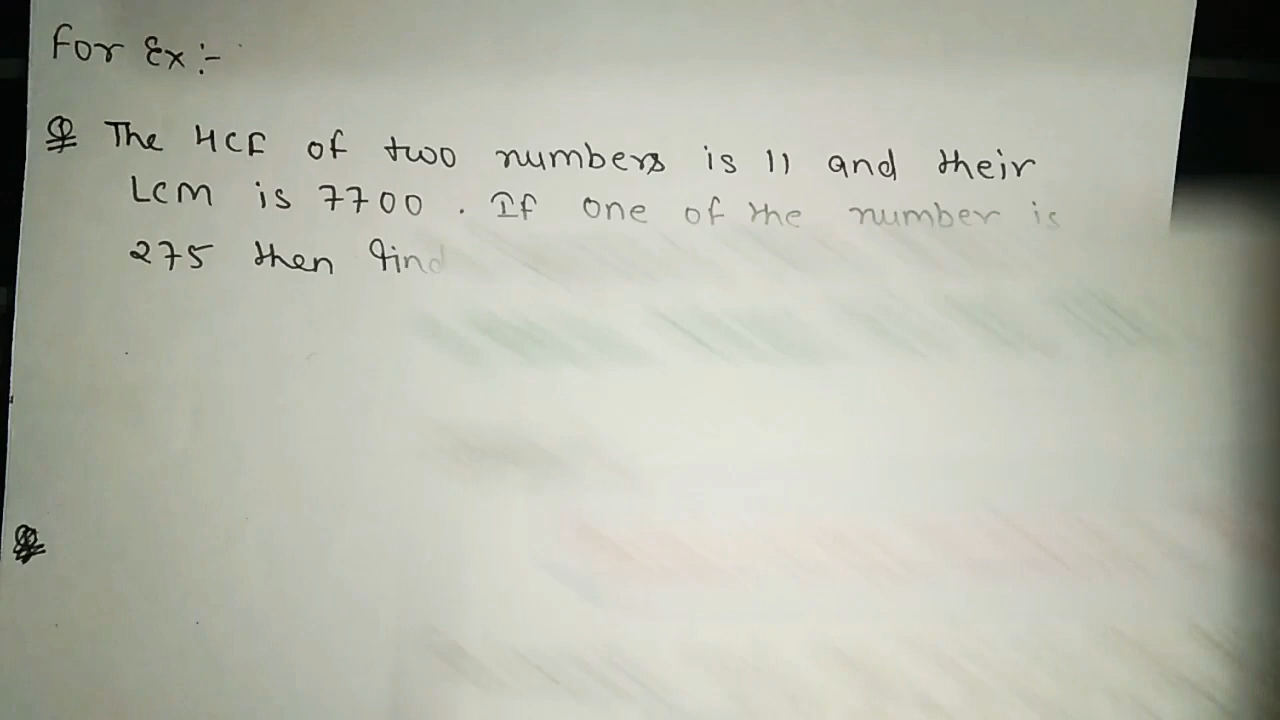 For Ex :-
Q The HCF of two numbers is 11 and their
LCM is 7700 . If one of the number is
275 then find